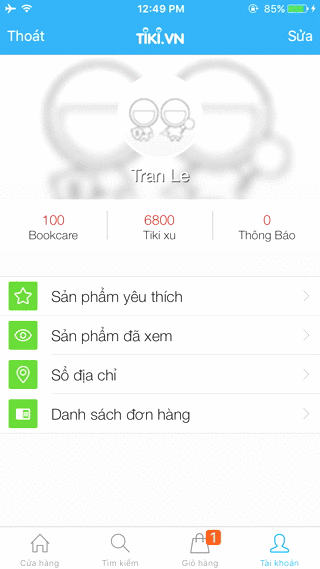 12:49 PM 85%
Thoát TIKI.VN Sửa
Tran Le
100 6800 0
Bookcare Tiki xu Thông Báo
Sản phẩm yêu thích
Sản phẩm đã xem
Sổ địa chỉ
Danh sách đơn hàng
1
Cửa hàng Tìm kiếm Giỏ hàng Tài khoản